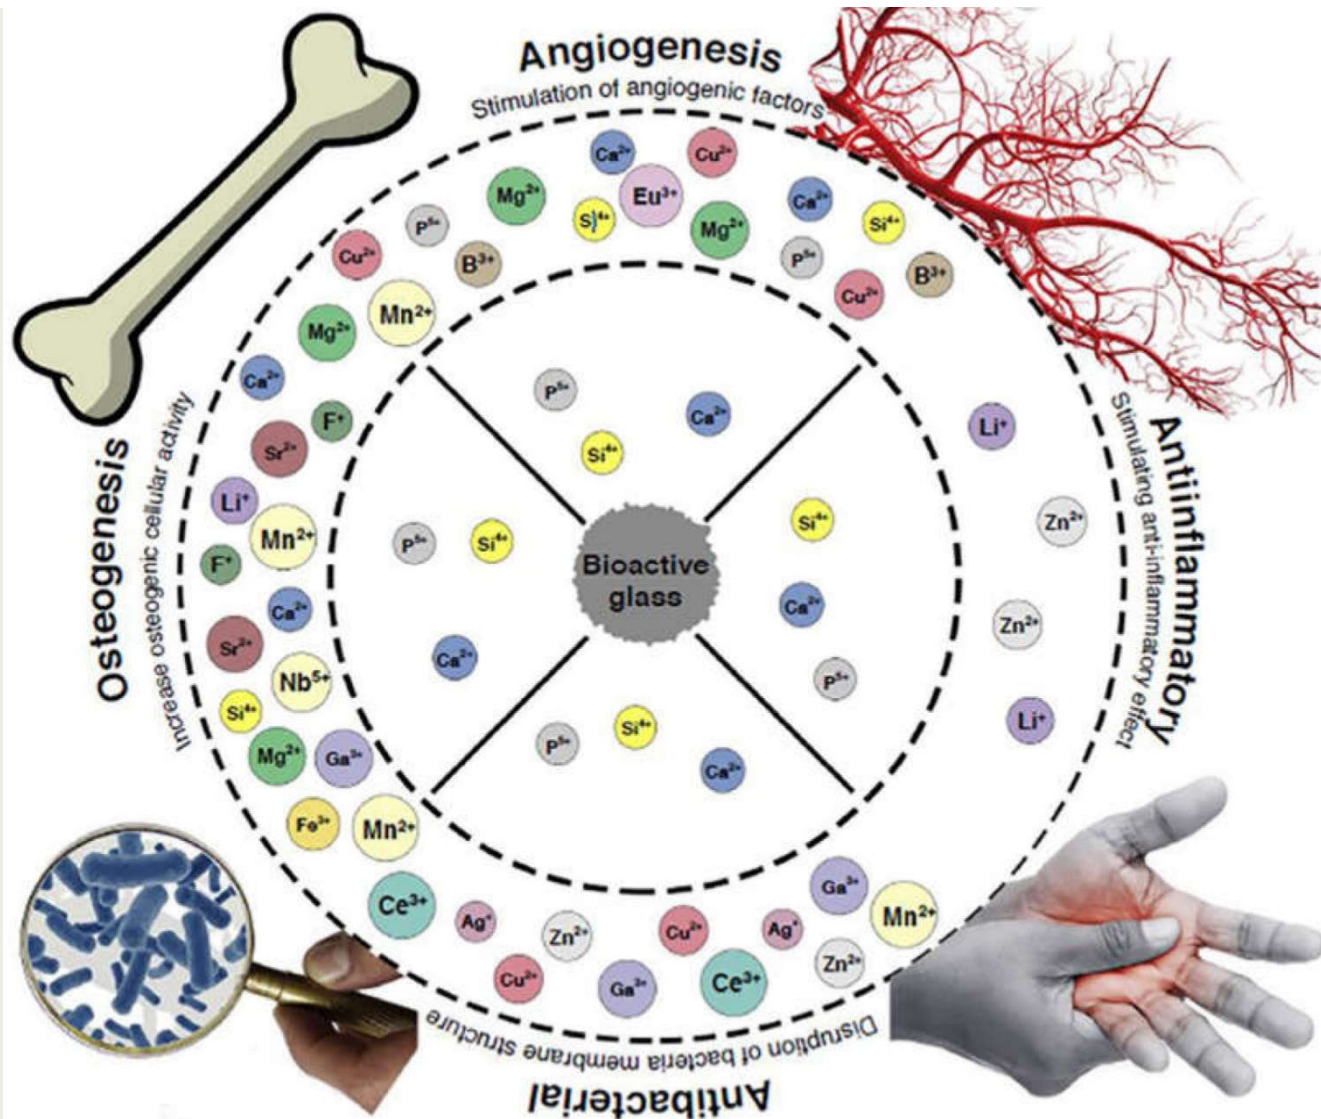 Angiogenesis
Stimulation of angiogenic factors
Ca²⁺
Cu²⁺
Mg²⁺
Eu³⁺
Si⁴⁺
Mg²⁺
Ca²⁺
Si⁴⁺
P⁵⁺
B³⁺
Cu²⁺
P⁵⁺
Cu²⁺
B³⁺
Mn²⁺
Mg²⁺
Ca²⁺
F⁺
Sr²⁺
Li⁺
Mn²⁺
F⁺
Ca²⁺
Sr²⁺
Nb⁵⁺
Si⁴⁺
Mg²⁺
Ga³⁺
Fe³⁺
Mn²⁺
Osteogenesis
Increase osteogenic cellular activity
P⁵⁺
Ca²⁺
Si⁴⁺
P⁵⁺
Si⁴⁺
Ca²⁺
Bioactive
glass
Si⁴⁺
Ca²⁺
P⁵⁺
P⁵⁺
Si⁴⁺
Ca²⁺
Li⁺
Zn²⁺
Zn²⁺
Li⁺
Antiinflammatory
Stimulating anti-inflammatory effect
Ce³⁺
Ag⁺
Zn²⁺
Cu²⁺
Ga³⁺
Cu²⁺
Ce³⁺
Ag⁺
Ga³⁺
Zn²⁺
Mn²⁺
Disruption of bacteria membrane structure
Antibacterial